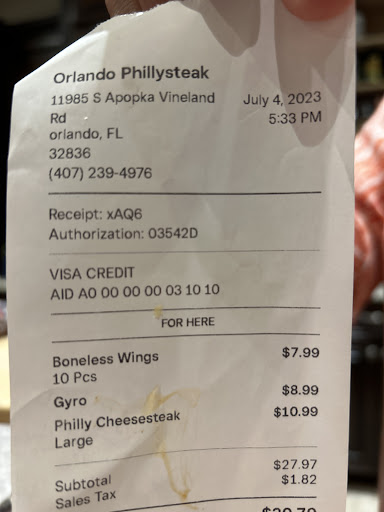 Orlando Phillysteak
11985 S Apopka Vineland Rd
July 4, 2023
5:33 PM
orlando, FL
32836
(407) 239-4976
Receipt: xAQ6
Authorization: 03542D
VISA CREDIT
AID A0 00 00 00 03 10 10
FOR HERE
Boneless Wings $7.99
10 Pcs
Gyro $8.99
Philly Cheesesteak $10.99
Large
Subtotal $27.97
Sales Tax $1.82